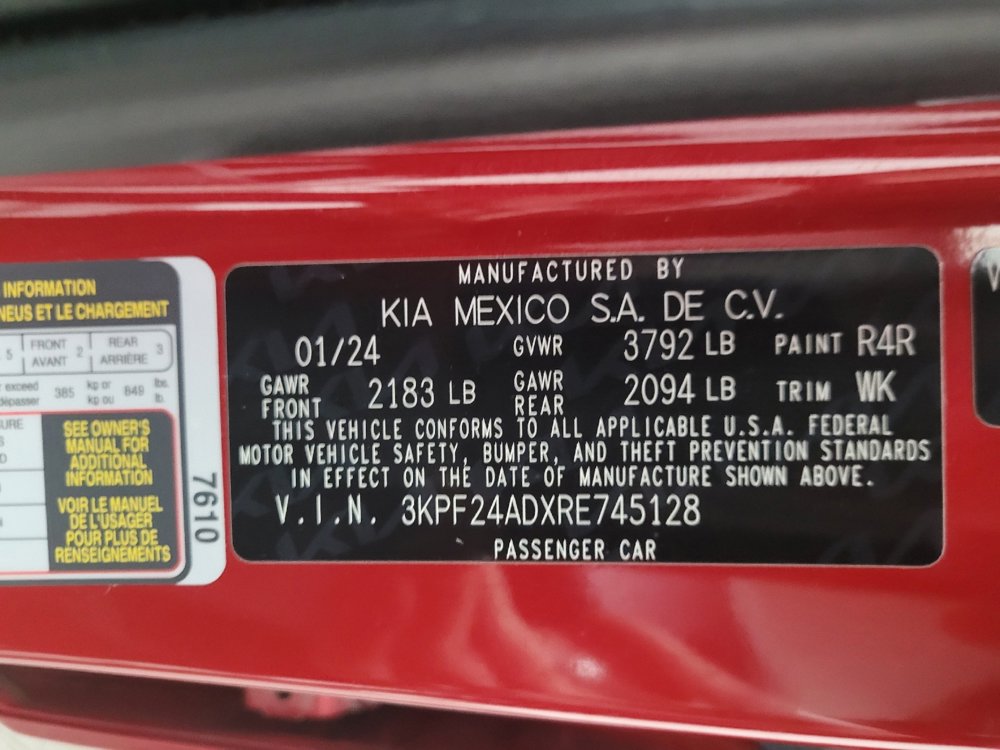 INFORMATION
NEUS ET LE CHARGEMENT
5 FRONT AVANT 2 REAR ARRIÈRE 3
exceed dépasser 385 kp or kp ou 849 lbs. lb.
SEE OWNER'S
MANUAL FOR
ADDITIONAL
INFORMATION
VOIR LE MANUEL
DE L'USAGER
POUR PLUS DE
RENSEIGNEMENTS
7610
MANUFACTURED BY
KIA MEXICO S.A. DE C.V.
01/24 GVWR 3792 LB PAINT R4R
GAWR FRONT 2183 LB GAWR REAR 2094 LB TRIM WK
THIS VEHICLE CONFORMS TO ALL APPLICABLE U.S.A. FEDERAL
MOTOR VEHICLE SAFETY, BUMPER, AND THEFT PREVENTION STANDARDS
IN EFFECT ON THE DATE OF MANUFACTURE SHOWN ABOVE.
V.I.N. 3KPF24ADXRE745128
PASSENGER CAR